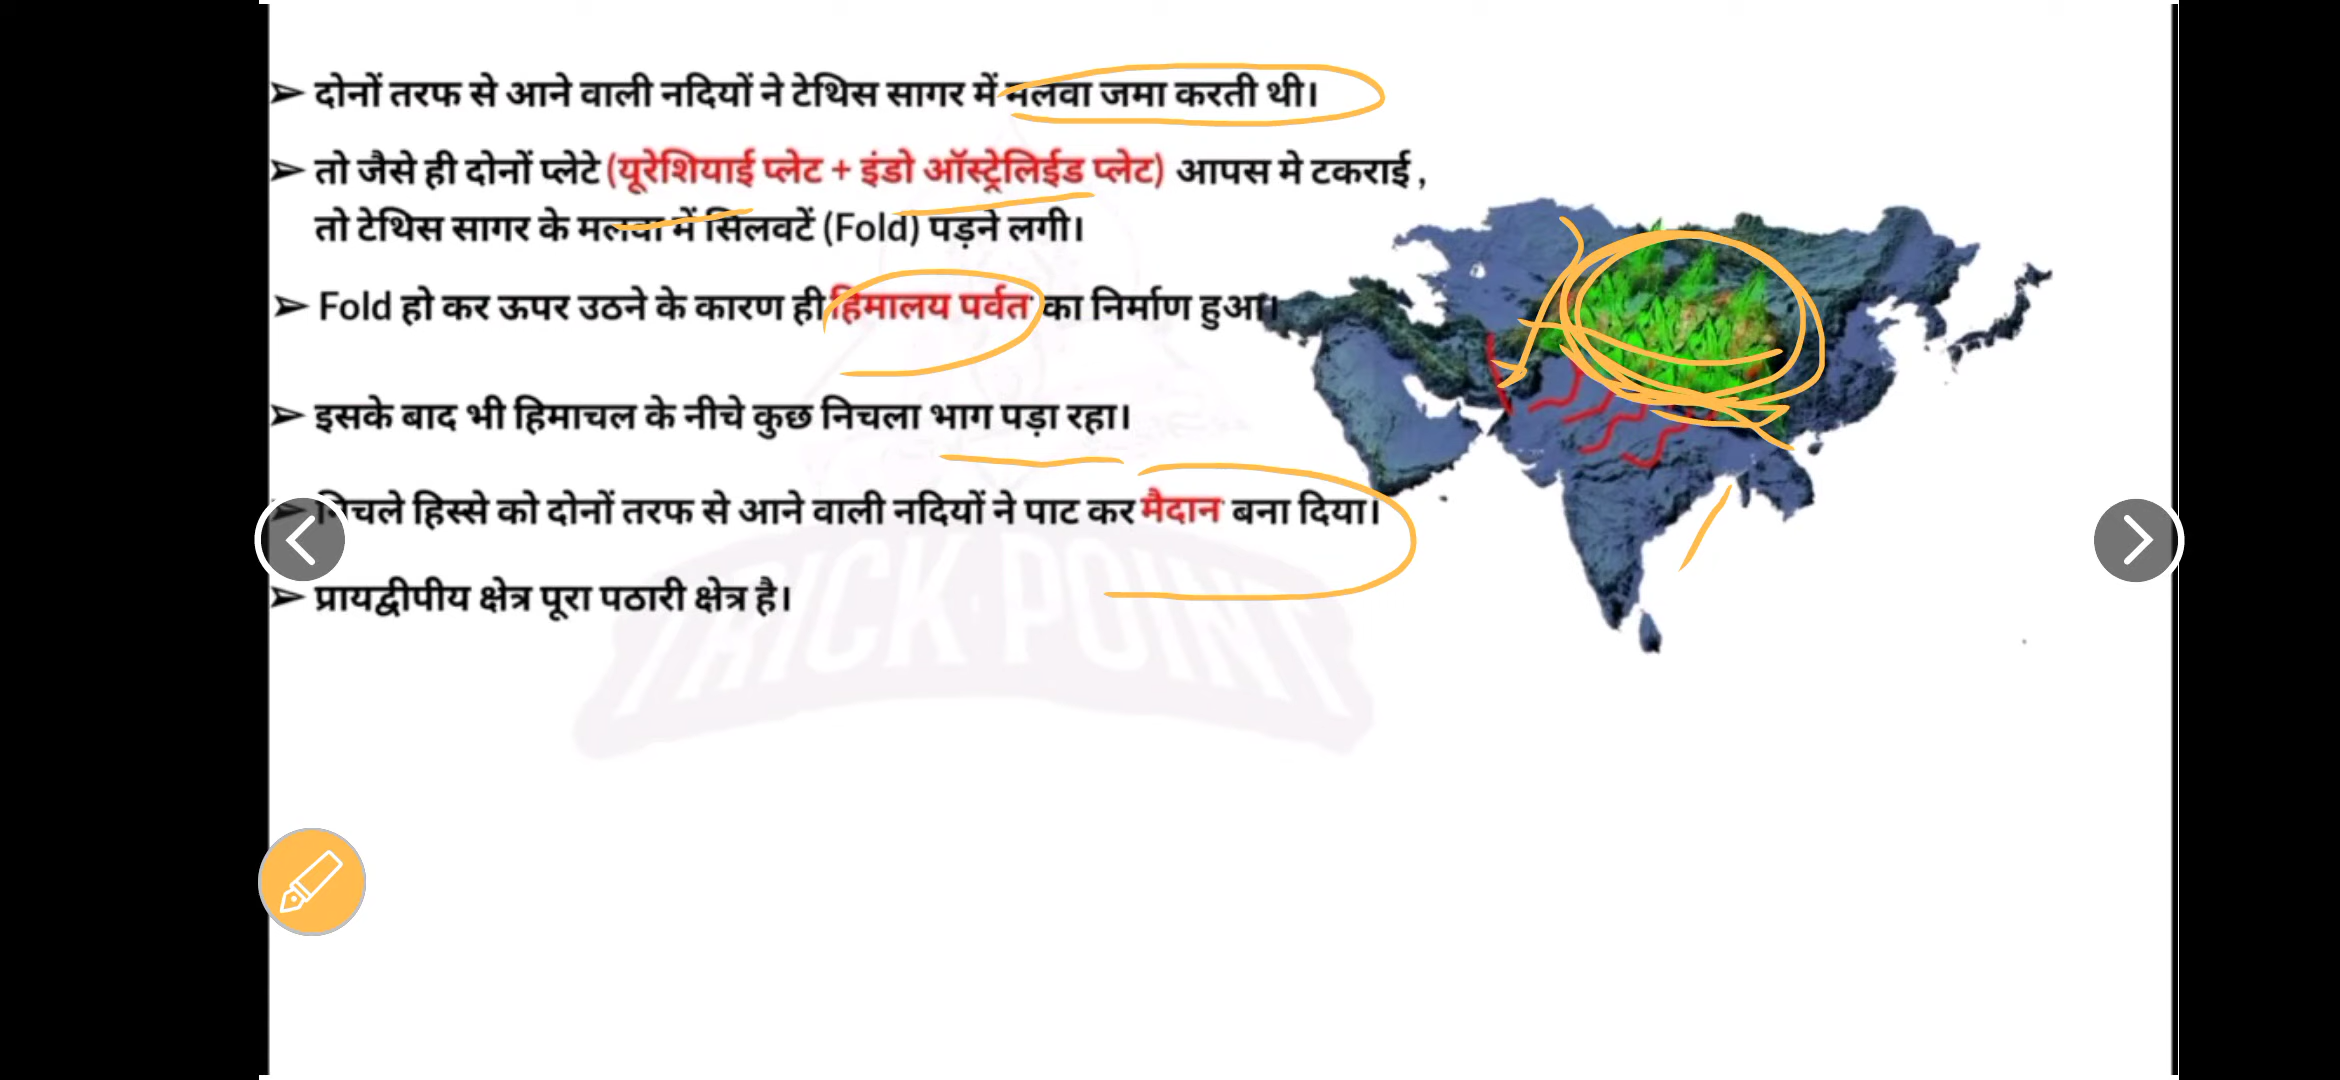 ➢ दोनों तरफ से आने वाली नदियों ने टेथिस सागर में मलवा जमा करती थी।
➢ तो जैसे ही दोनों प्लेटे (यूरेशियाई प्लेट + इंडो ऑस्ट्रेलिईड प्लेट) आपस मे टकराई ,
तो टेथिस सागर के मलवा में सिलवटें (Fold) पड़ने लगी।
➢ Fold हो कर ऊपर उठने के कारण ही हिमालय पर्वत का निर्माण हुआ।
➢ इसके बाद भी हिमाचल के नीचे कुछ निचला भाग पड़ा रहा।
➢ निचले हिस्से को दोनों तरफ से आने वाली नदियों ने पाट कर मैदान बना दिया।
➢ प्रायद्वीपीय क्षेत्र पूरा पठारी क्षेत्र है।
TRICK POINT